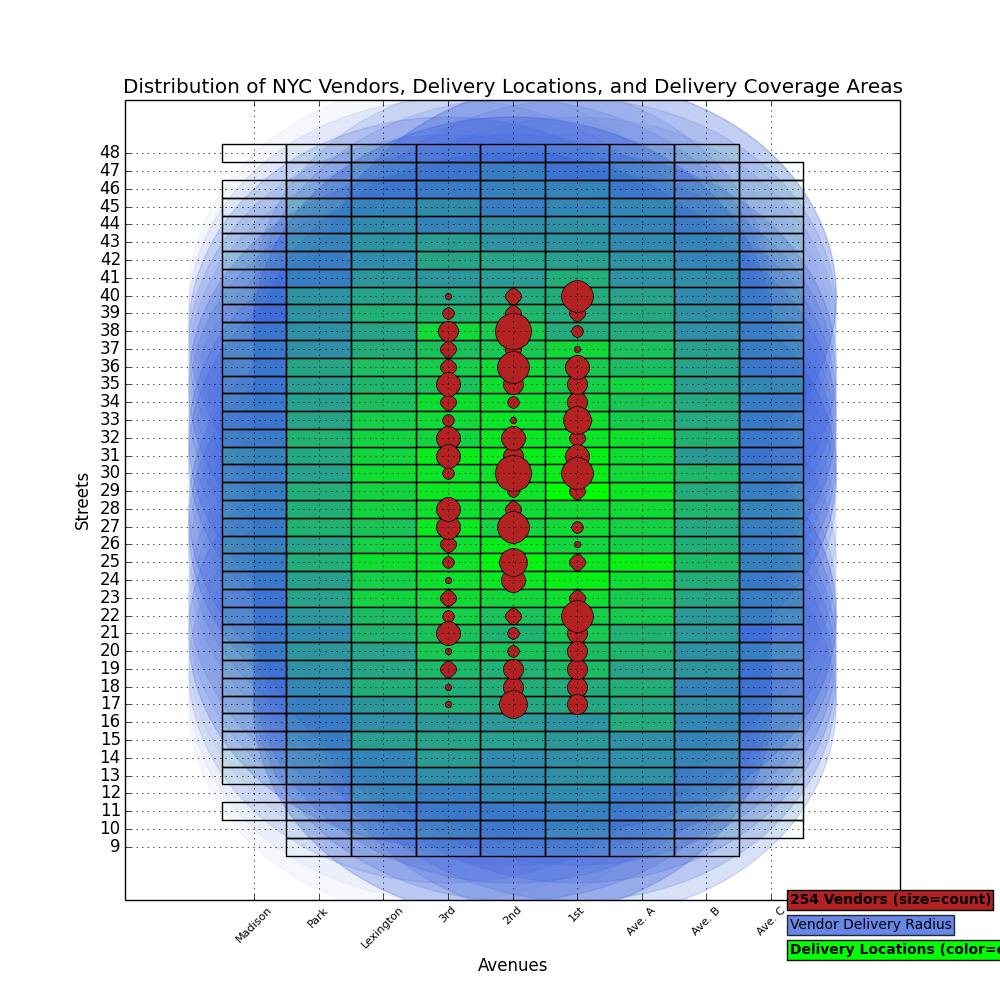 Distribution of NYC Vendors, Delivery Locations, and Delivery Coverage Areas
48
47
46
45
44
43
42
41
40
39
38
37
36
35
34
33
32
31
30
29
28
27
26
25
24
23
22
21
20
19
18
17
16
15
14
13
12
11
10
9
Streets
Madison
Park
Lexington
3rd
2nd
1st
Ave. A
Ave. B
Ave. C
Avenues
254 Vendors (size=count)
Vendor Delivery Radius
Delivery Locations (color=